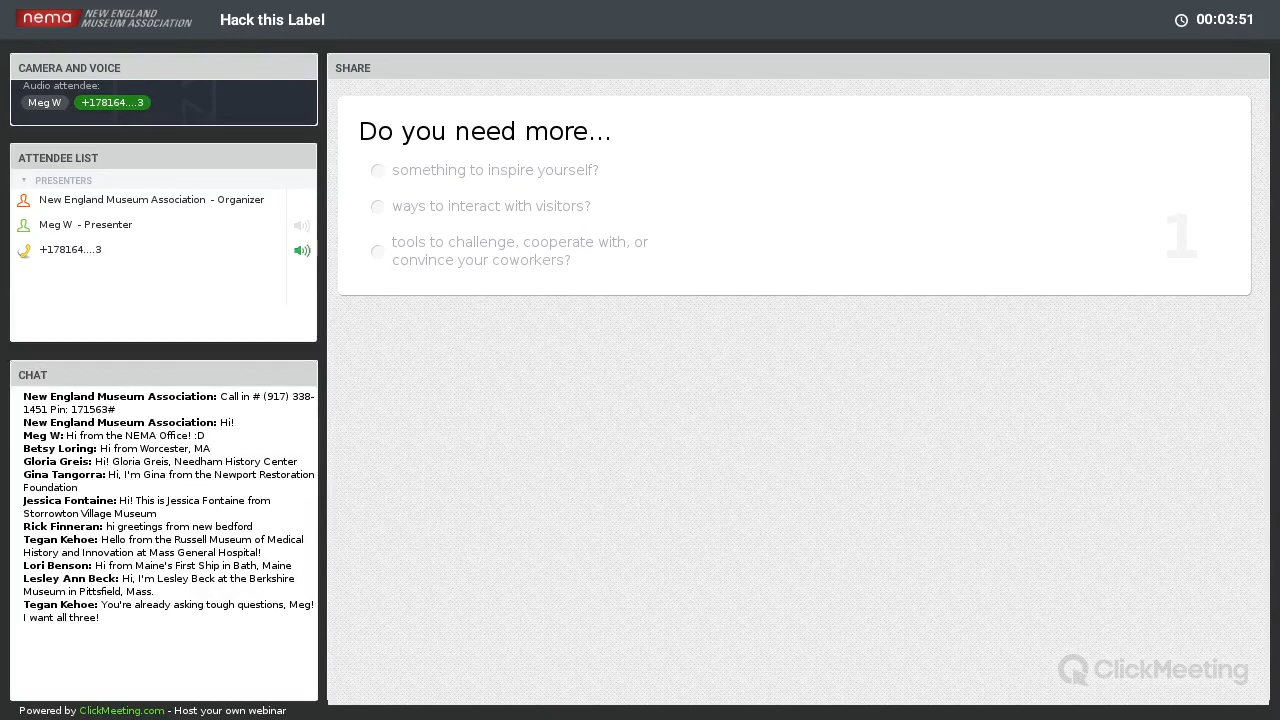 nema NEW ENGLAND
MUSEUM ASSOCIATION
Hack this Label
00:03:51
CAMERA AND VOICE
Audio attendee:
Meg W +178164....3
ATTENDEE LIST
PRESENTERS
New England Museum Association - Organizer
Meg W - Presenter
+178164....3
CHAT
New England Museum Association: Call in # (917) 338-
1451 Pin: 171563#
New England Museum Association: Hi!
Meg W: Hi from the NEMA Office! :D
Betsy Loring: Hi from Worcester, MA
Gloria Greis: Hi! Gloria Greis, Needham History Center
Gina Tangorra: Hi, I'm Gina from the Newport Restoration
Foundation
Jessica Fontaine: Hi! This is Jessica Fontaine from
Storrowton Village Museum
Rick Finneran: hi greetings from new bedford
Tegan Kehoe: Hello from the Russell Museum of Medical
History and Innovation at Mass General Hospital!
Lori Benson: Hi from Maine's First Ship in Bath, Maine
Lesley Ann Beck: Hi, I'm Lesley Beck at the Berkshire
Museum in Pittsfield, Mass.
Tegan Kehoe: You're already asking tough questions, Meg!
I want all three!
Powered by ClickMeeting.com - Host your own webinar
SHARE
Do you need more...
something to inspire yourself?
ways to interact with visitors?
tools to challenge, cooperate with, or
convince your coworkers?
1
ClickMeeting